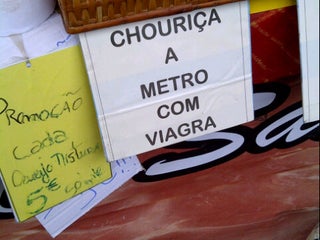 CHOURIÇA
A
METRO
COM
VIAGRA
Promoção
Cada
5€